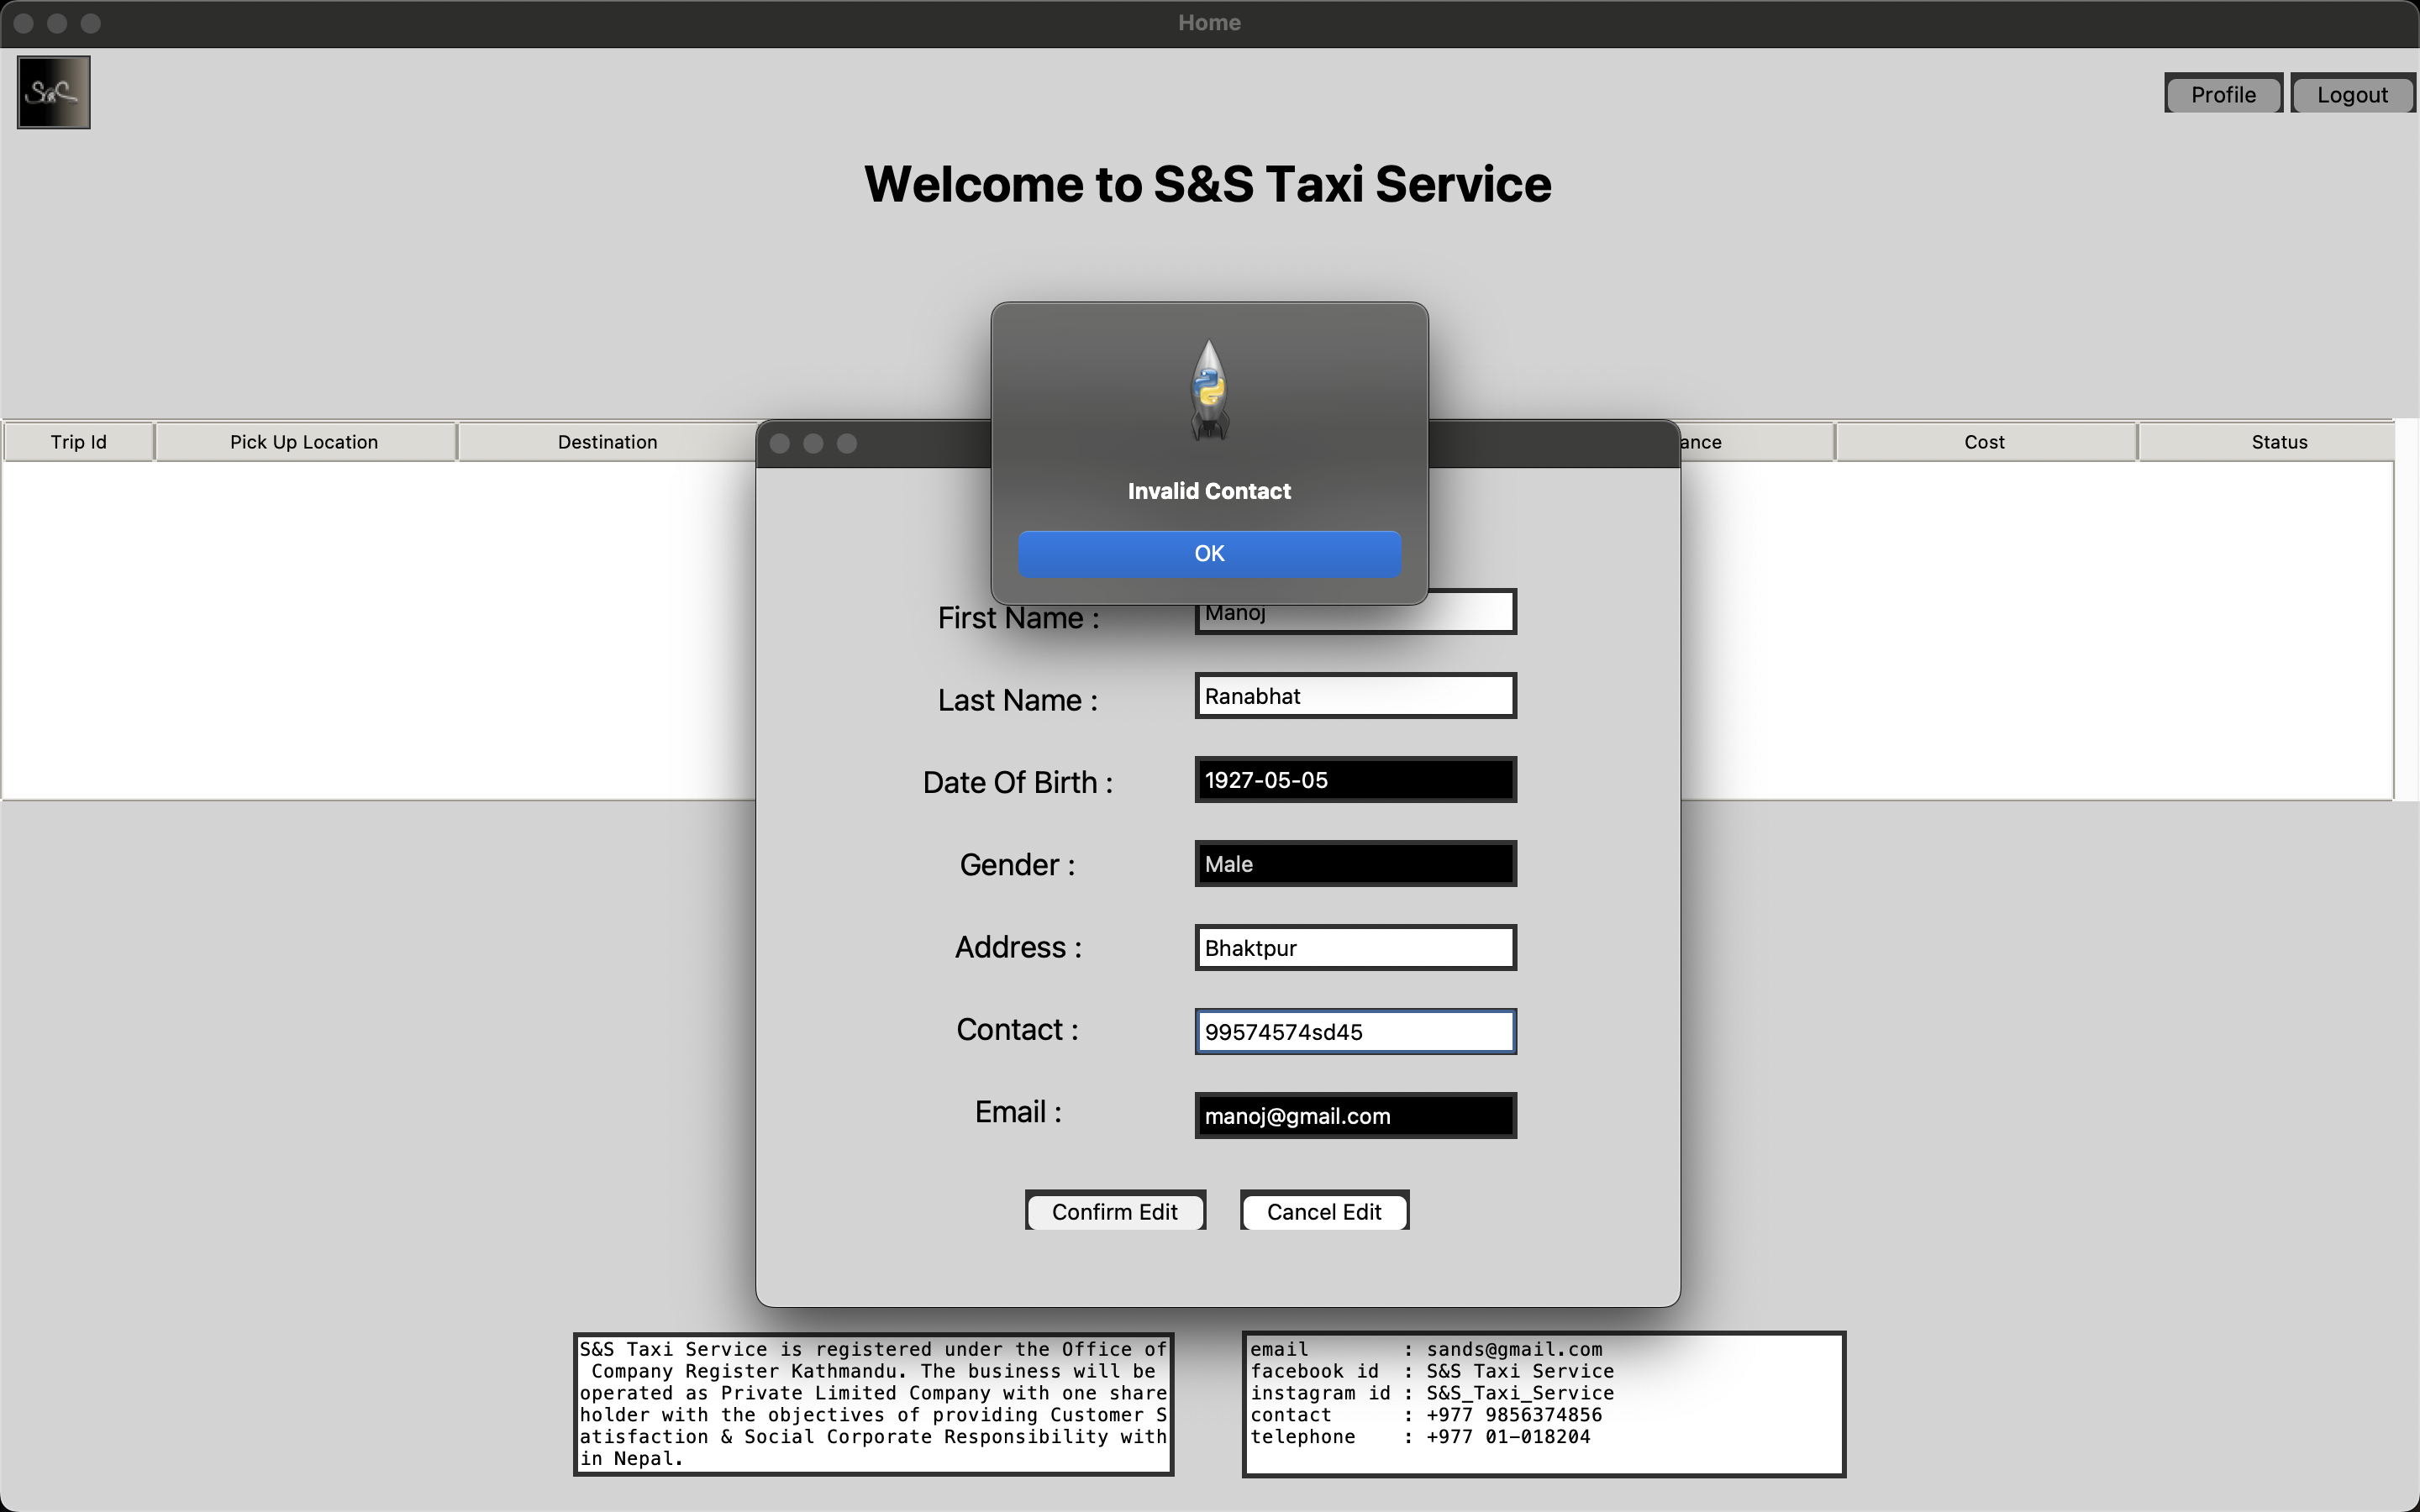 Home
S&S
Profile
Logout
Welcome to S&S Taxi Service
Invalid Contact
OK
Trip Id
Pick Up Location
Destination
ance
Cost
Status
First Name :
Manoj
Last Name :
Ranabhat
Date Of Birth :
1927-05-05
Gender :
Male
Address :
Bhaktpur
Contact :
99574574sd45
Email :
manoj@gmail.com
Confirm Edit
Cancel Edit
S&S Taxi Service is registered under the Office of
Company Register Kathmandu. The business will be
operated as Private Limited Company with one share
holder with the objectives of providing Customer S
atisfaction & Social Corporate Responsibility with
in Nepal.
email : sands@gmail.com
facebook id : S&S Taxi Service
instagram id : S&S_Taxi_Service
contact : +977 9856374856
telephone : +977 01-018204